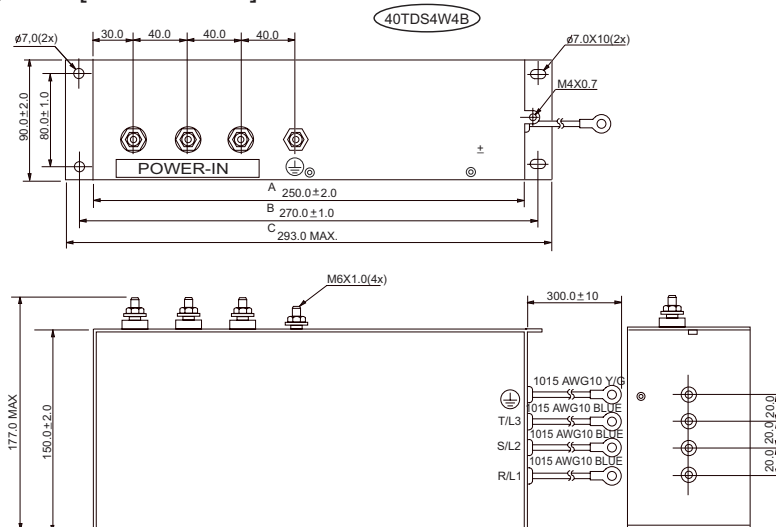 40TDS4W4B
ø7,0(2x)
30.0
40.0
40.0
40.0
ø7.0X10(2x)
M4X0.7
90.0±2.0
80.0±1.0
POWER-IN
±
A 250.0±2.0
B 270.0±1.0
C 293.0 MAX.
M6X1.0(4x)
300.0±10
177.0 MAX
150.0±2.0
1015 AWG10 Y/G
T/L3
1015 AWG10 BLUE
S/L2
1015 AWG10 BLUE
R/L1
1015 AWG10 BLUE
20.0
20.0
20.0